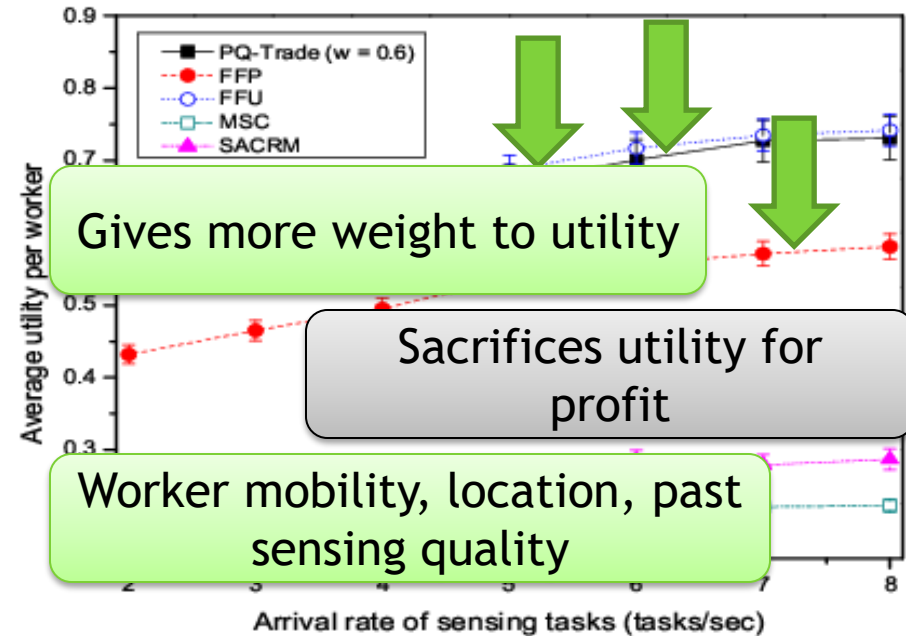 0.9
PQ-Trade (w = 0.6)
FFP
FFU
MSC
SACRM
0.8
0.7
Gives more weight to utility
Average utility per worker
0.5
Sacrifices utility for
profit
0.4
0.3
Worker mobility, location, past
sensing quality
2 3 4 5 6 7 8
Arrival rate of sensing tasks (tasks/sec)